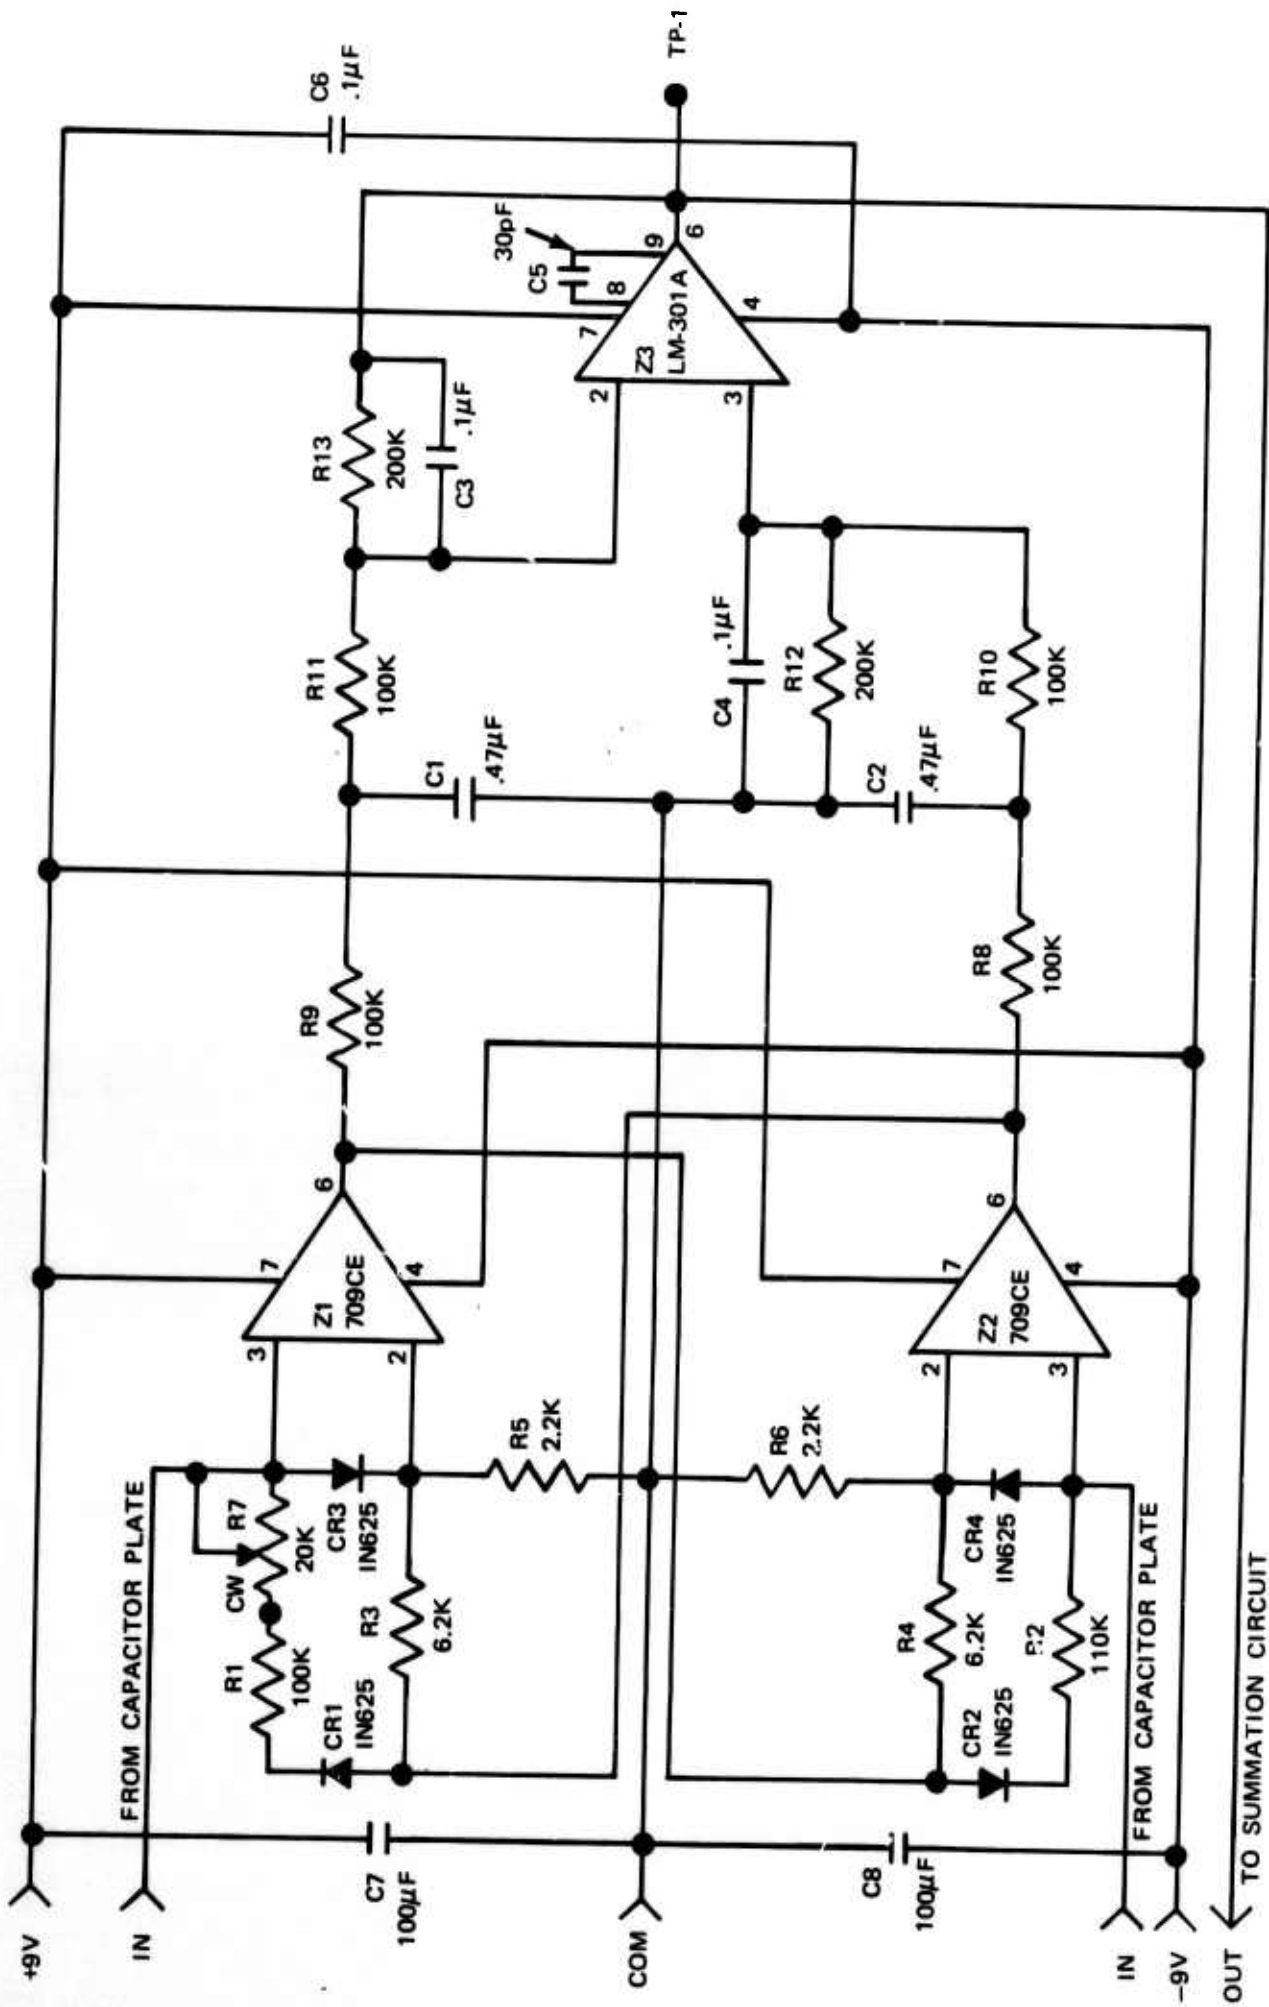 +9V
IN
FROM CAPACITOR PLATE
C7
100µF
COM
C8
100µF
IN
-9V
OUT
TO SUMMATION CIRCUIT
FROM CAPACITOR PLATE
R1
100K
CW
R7
20K
CR1
IN625
CR3
IN625
R3
6.2K
R5
2.2K
3
2
Z1
709CE
7
4
6
R9
100K
R6
2.2K
R4
6.2K
CR2
IN625
CR4
IN625
110K
2
3
Z2
709CE
7
4
6
R8
100K
C1
.47µF
R11
100K
C2
.47µF
R10
100K
C4
.1µF
R12
200K
R13
200K
C3
.1µF
2
3
Z3
LM-301A
7
8
9
6
4
C5
30pF
C6
.1µF
TP-1